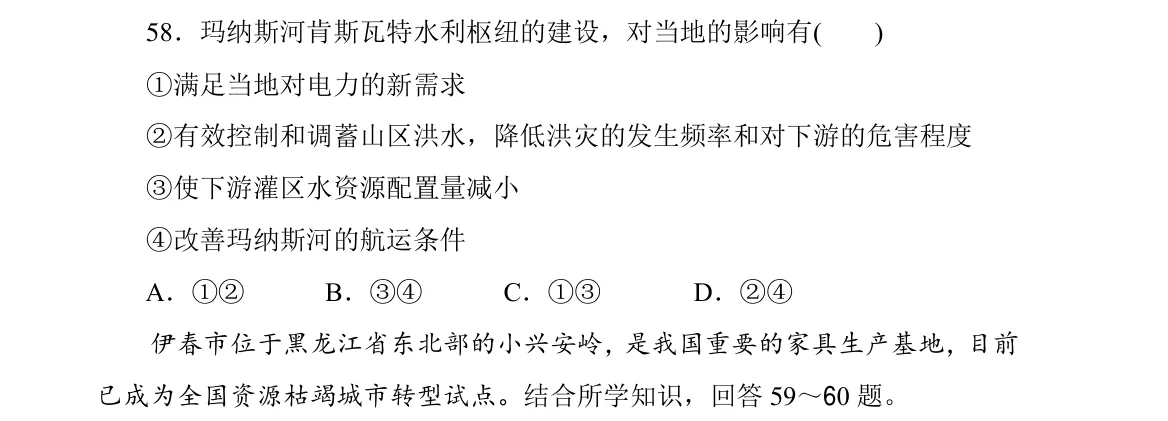 58．玛纳斯河肯斯瓦特水利枢纽的建设，对当地的影响有(　　)
①满足当地对电力的新需求
②有效控制和调蓄山区洪水，降低洪灾的发生频率和对下游的危害程度
③使下游灌区水资源配置量减小
④改善玛纳斯河的航运条件
A．①②　　　B．③④　　　C．①③　　　D．②④
伊春市位于黑龙江省东北部的小兴安岭，是我国重要的家具生产基地，目前
已成为全国资源枯竭城市转型试点。结合所学知识，回答 59～60 题。